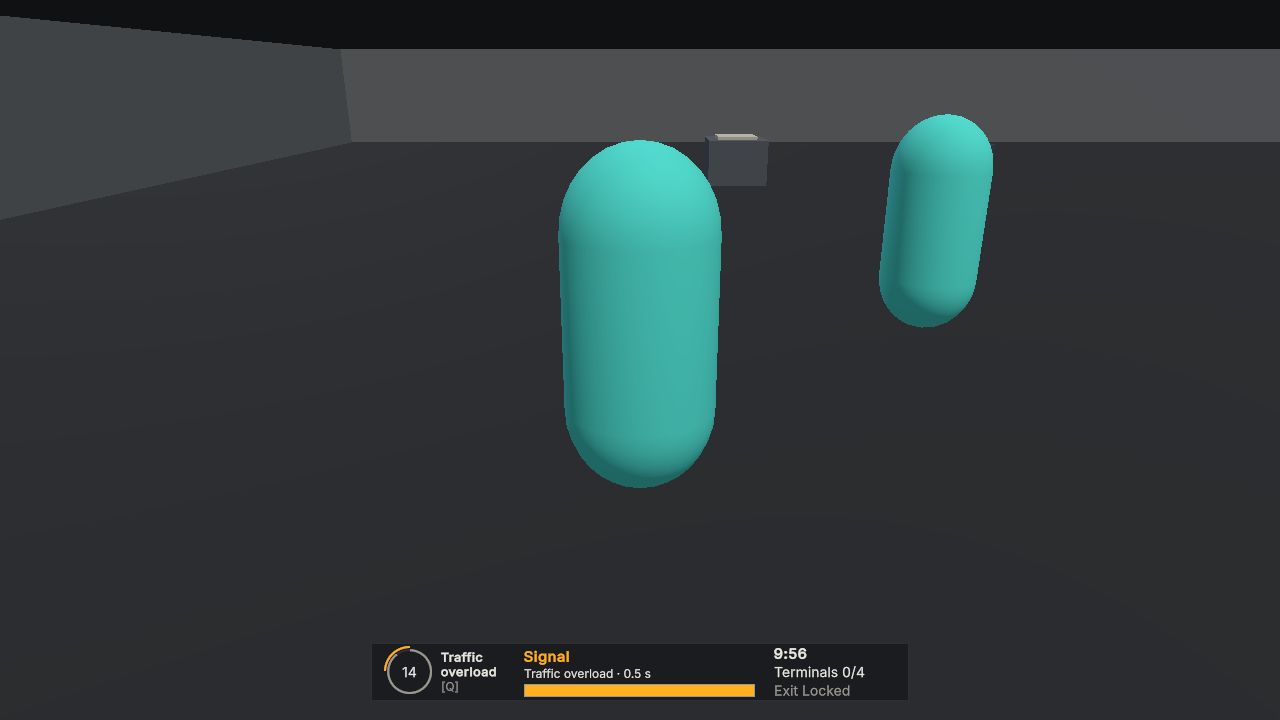 14
Traffic
overload
[Q]
Signal
Traffic overload · 0.5 s
9:56
Terminals 0/4
Exit Locked